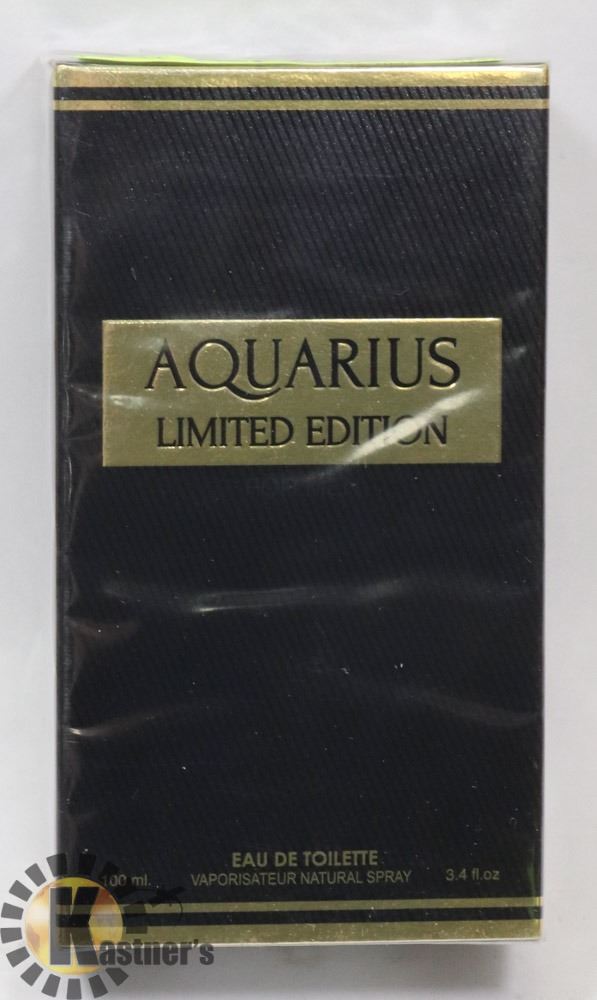 AQUARIUS
LIMITED EDITION
EAU DE TOILETTE
100 ml. VAPORISATEUR NATURAL SPRAY 3.4 fl.oz
Kastner's